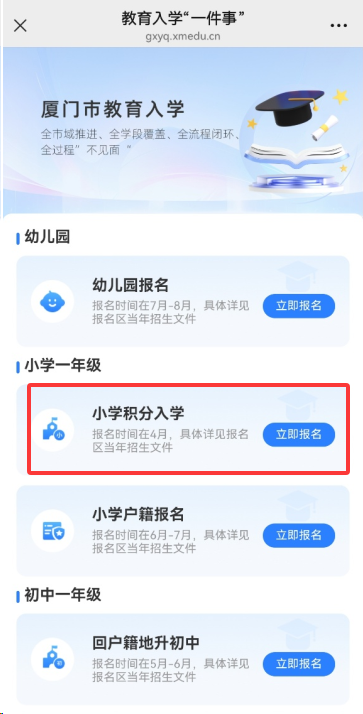 教育入学“一件事”
gxyq.xmedu.cn
厦门市教育入学
全市域推进、全学段覆盖、全流程闭环、
全过程”不见面“
幼儿园
幼儿园报名
报名时间在7月-8月，具体详见
报名区当年招生文件
立即报名
小学一年级
小学积分入学
报名时间在4月，具体详见报名
区当年招生文件
立即报名
小学户籍报名
报名时间在6月-7月，具体详见
报名区当年招生文件
立即报名
初中一年级
回户籍地升初中
报名时间在5月-6月，具体详见
报名区当年招生文件
立即报名